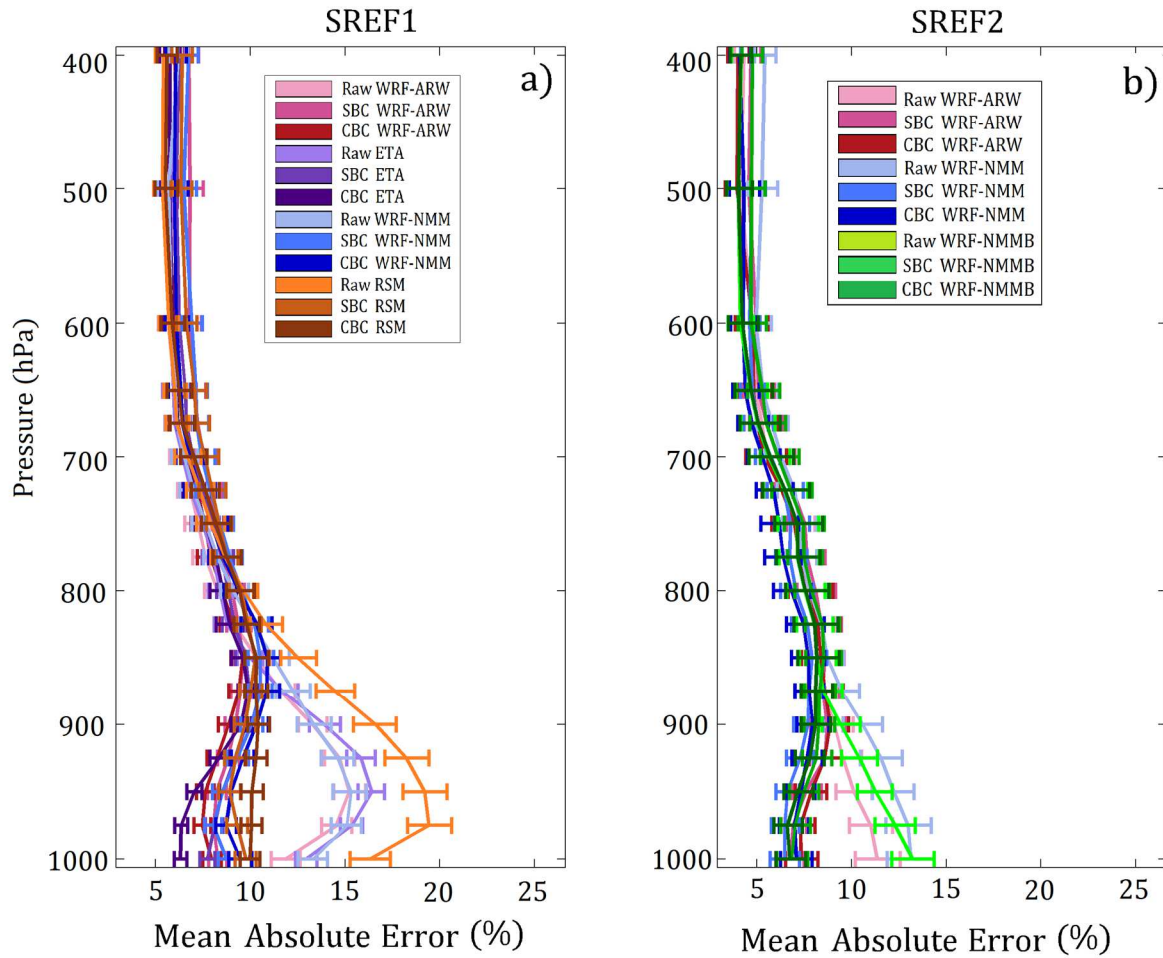 SREF1
a)
Raw WRF-ARW
SBC WRF-ARW
CBC WRF-ARW
Raw ETA
SBC ETA
CBC ETA
Raw WRF-NMM
SBC WRF-NMM
CBC WRF-NMM
Raw RSM
SBC RSM
CBC RSM
400
500
600
700
800
900
1000
Pressure (hPa)
5 10 15 20 25
Mean Absolute Error (%)
SREF2
b)
Raw WRF-ARW
SBC WRF-ARW
CBC WRF-ARW
Raw WRF-NMM
SBC WRF-NMM
CBC WRF-NMM
Raw WRF-NMMB
SBC WRF-NMMB
CBC WRF-NMMB
400
500
600
700
800
900
1000
5 10 15 20 25
Mean Absolute Error (%)